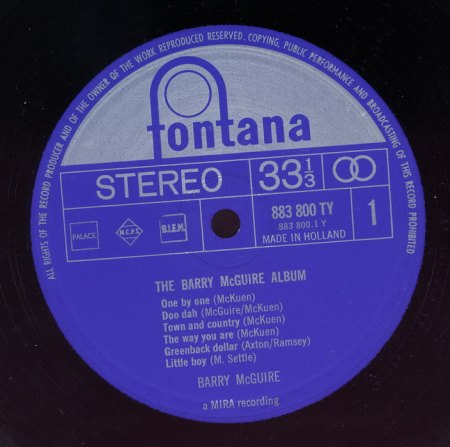 ALL RIGHTS OF THE RECORD PRODUCER AND OF THE OWNER OF THE WORK REPRODUCED RESERVED. COPYING, PUBLIC PERFORMANCE AND BROADCASTING OF THIS RECORD PROHIBITED
fontana
STEREO 33 1/3
PALACE. M.C.P.S. B.I.E.M. 883 800 TY 1
883 800.1 Y
MADE IN HOLLAND
THE BARRY McGUIRE ALBUM
One by one (McKuen)
Doo dah (McGuire/McKuen)
Town and country (McKuen)
The way you are (McKuen)
Greenback dollar (Axton/Ramsey)
Little boy (M. Settle)
BARRY McGUIRE
a MIRA recording